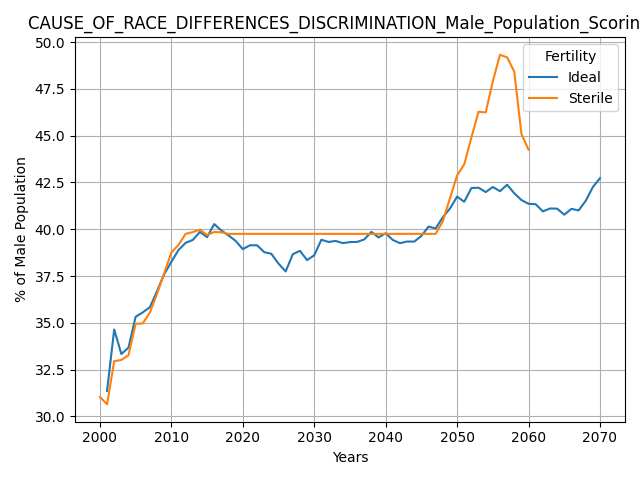 CAUSE_OF_RACE_DIFFERENCES_DISCRIMINATION_Male_Population_Scorin
50.0
47.5
45.0
42.5
40.0
37.5
35.0
32.5
30.0
% of Male Population
Fertility
Ideal
Sterile
2000 2010 2020 2030 2040 2050 2060 2070
Years